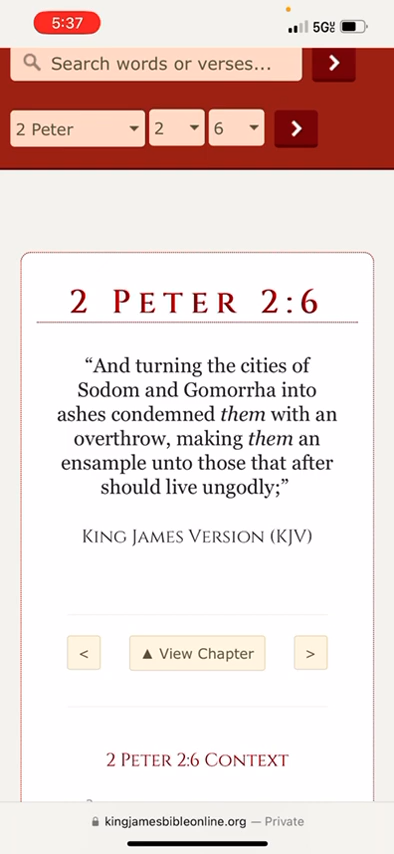 5:37
5G
Search words or verses...
2 Peter 2 6
2 Peter 2:6
“And turning the cities of
Sodom and Gomorrha into
ashes condemned them with an
overthrow, making them an
ensample unto those that after
should live ungodly;”
King James Version (KJV)
< ▲ View Chapter >
2 Peter 2:6 Context
kingjamesbibleonline.org — Private